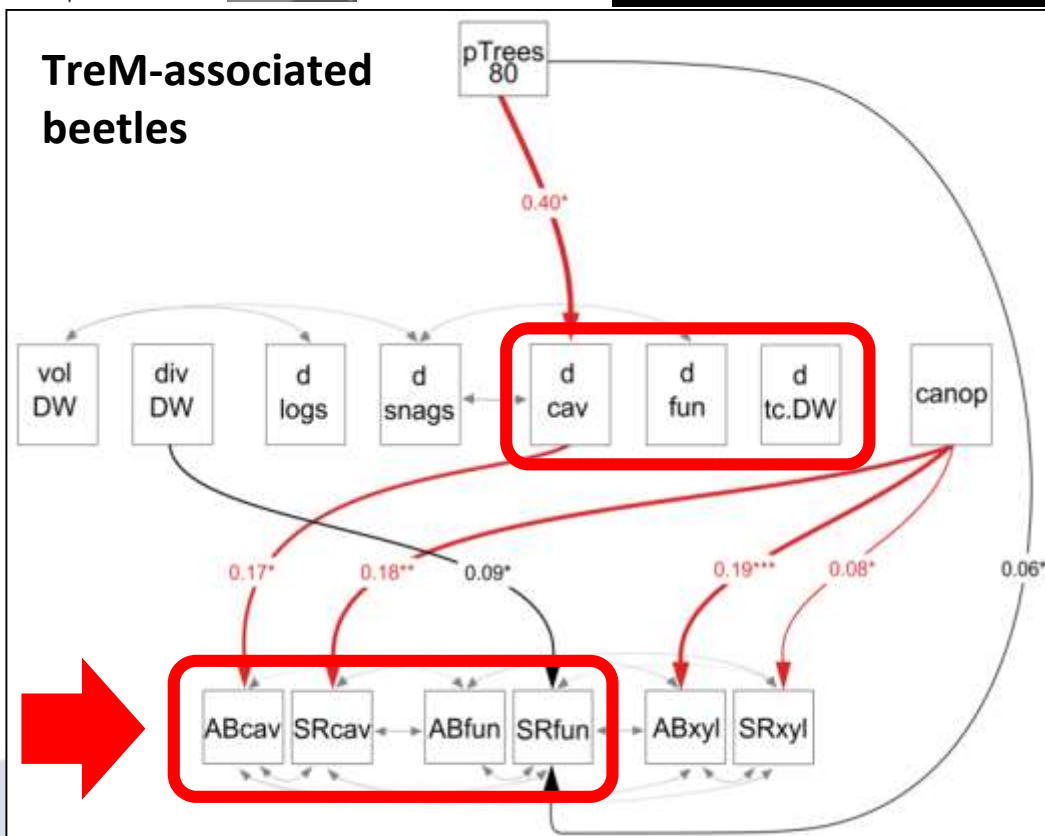 TreM-associated
beetles
pTrees
80
0.40*
vol
DW
div
DW
d
logs
d
snags
d
cav
d
fun
d
tc.DW
canop
0.17*
0.18**
0.09*
0.19***
0.08*
0.06*
ABcav
SRcav
ABfun
SRfun
ABxyl
SRxyl